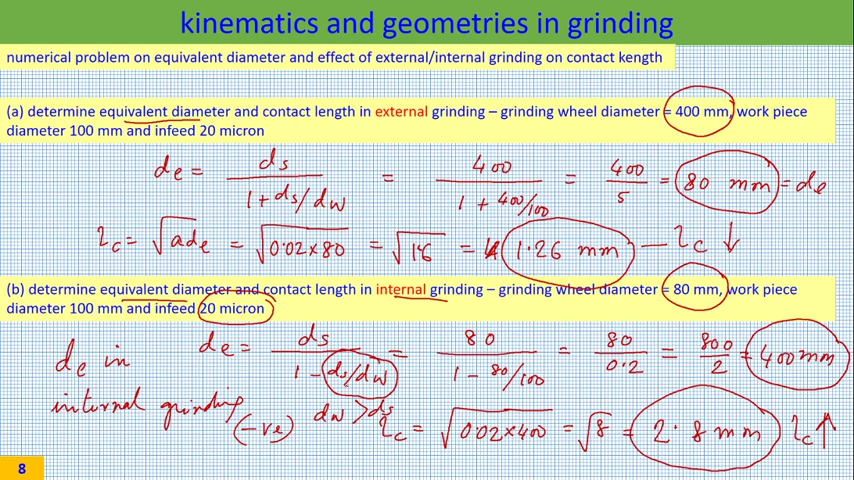 kinematics and geometries in grinding
numerical problem on equivalent diameter and effect of external/internal grinding on contact kength
(a) determine equivalent diameter and contact length in external grinding – grinding wheel diameter = 400 mm, work piece
diameter 100 mm and infeed 20 micron
de = ds / (1 + ds/dw) = 400 / (1 + 400/100) = 400/5 = 80 mm = de
lc = √ade = √0.02×80 = √16 = 1.26 mm — lc ↓
(b) determine equivalent diameter and contact length in internal grinding – grinding wheel diameter = 80 mm, work piece
diameter 100 mm and infeed 20 micron
de = ds / (1 - ds/dw) = 80 / (1 - 80/100) = 80/0.2 = 800/2 = 400 mm
de in
internal grinding
(-ve) dw > ds
lc = √0.02×400 = √8 = 2.8 mm lc ↑
8